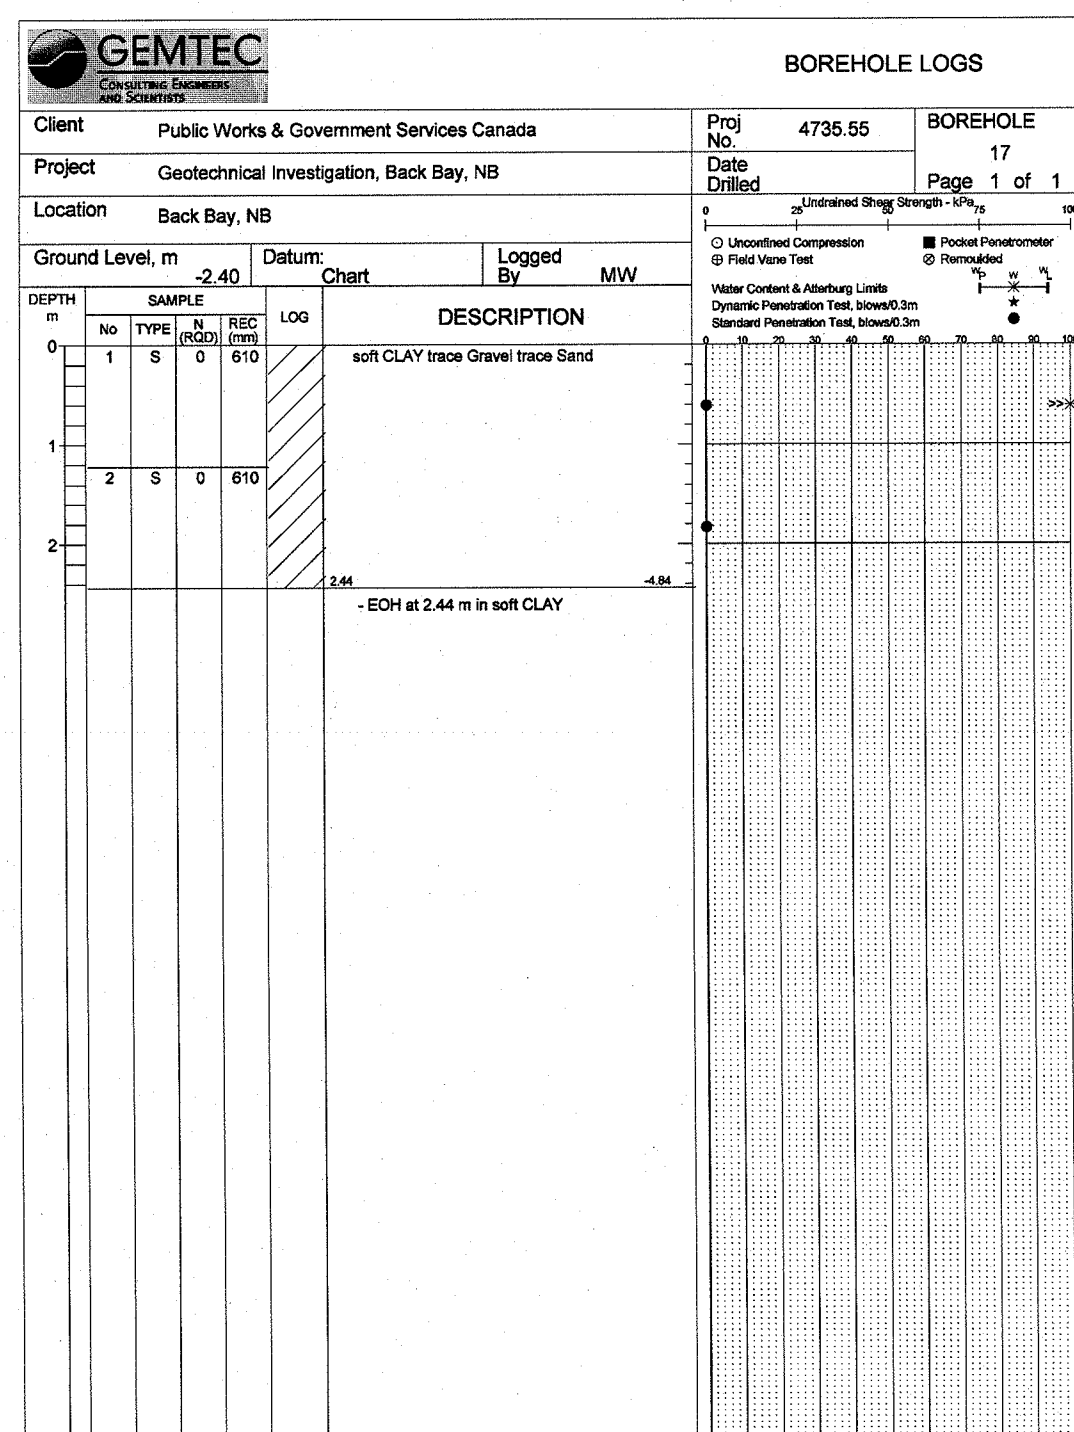 GEMTEC
CONSULTING ENGINEERS
AND SCIENTISTS
BOREHOLE LOGS
Client Public Works & Government Services Canada
Proj No. 4735.55
BOREHOLE
17
Page 1 of 1
Project Geotechnical Investigation, Back Bay, NB
Date Drilled
Location Back Bay, NB
Ground Level, m -2.40
Datum: Chart
Logged By MW
Undrained Shear Strength - kPa
0 25 50 75 100
Unconfined Compression
Pocket Penetrometer
Field Vane Test
Remoulded
Water Content & Atterburg Limits
WP W WL
Dynamic Penetration Test, blows/0.3m
Standard Penetration Test, blows/0.3m
0 10 20 30 40 50 60 70 80 90 100
DEPTH m
SAMPLE
No TYPE N (RQD) REC (mm)
LOG
DESCRIPTION
0
1 S 0 610 soft CLAY trace Gravel trace Sand
>>
1
2 S 0 610
2
2.44 -4.84
- EOH at 2.44 m in soft CLAY